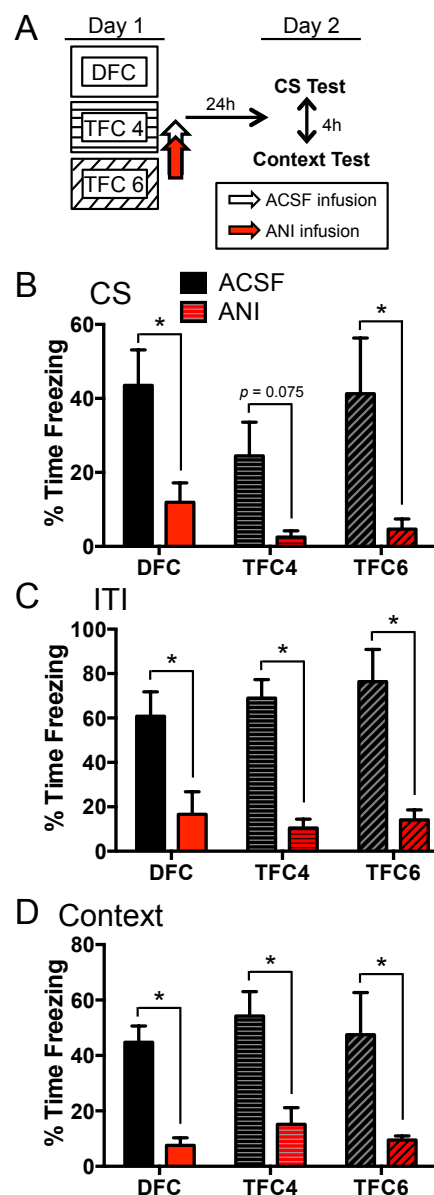 A
Day 1
Day 2
DFC
TFC 4
TFC 6
24h
CS Test
4h
Context Test
ACSF infusion
ANI infusion
B
CS
ACSF
ANI
% Time Freezing
60
40
20
0
*
p = 0.075
*
DFC TFC4 TFC6
C
ITI
% Time Freezing
100
80
60
40
20
0
*
*
*
DFC TFC4 TFC6
D
Context
% Time Freezing
80
60
40
20
0
*
*
*
DFC TFC4 TFC6